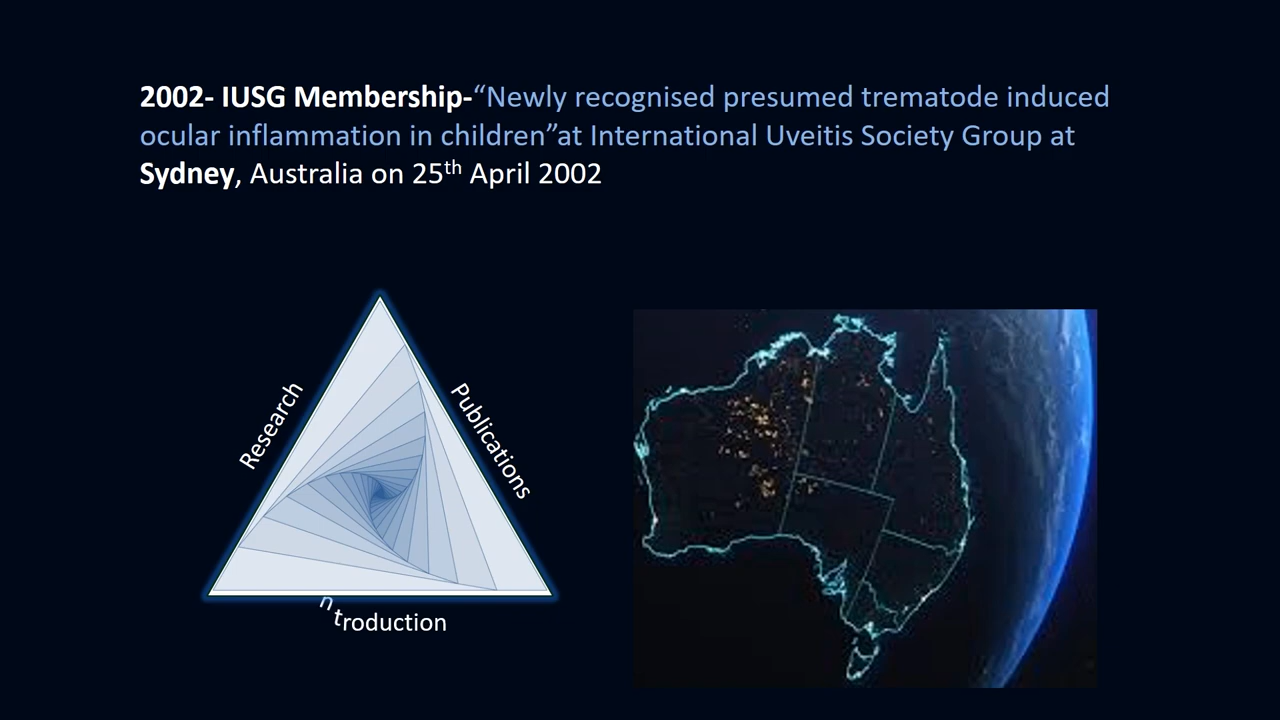 2002- IUSG Membership-“Newly recognised presumed trematode induced
ocular inflammation in children”at International Uveitis Society Group at
Sydney, Australia on 25th April 2002
Research
Publications
ntroduction